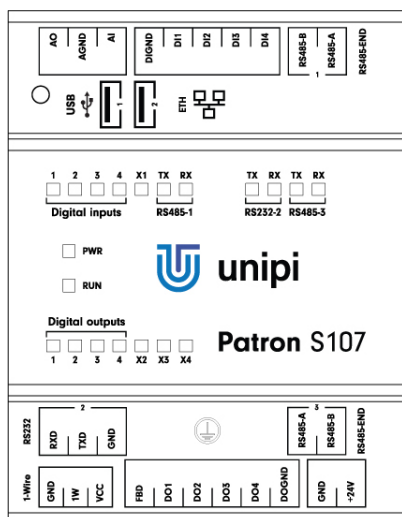 AO AGND AI DIGND DI1 DI2 DI3 DI4 RS485-B RS485-A RS485-END
1
USB 1 2 ETH
1 2 3 4 X1 TX RX TX RX TX RX
Digital inputs RS485-1 RS232-2 RS485-3
PWR
unipi
RUN
Digital outputs
Patron S107
1 2 3 4 X2 X3 X4
2 3
RS232 RXD TXD GND RS485-A RS485-B RS485-END
1-Wire GND 1W VCC FBD DO1 DO2 DO3 DO4 DOGND GND +24V